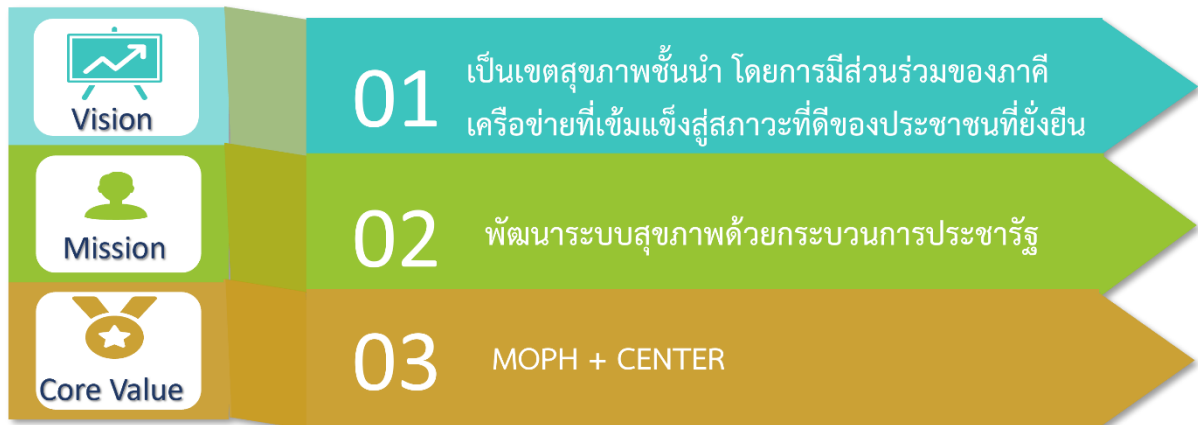 Vision
01
เป็นเขตสุขภาพชั้นนำ โดยการมีส่วนร่วมของภาคี
เครือข่ายที่เข้มแข็งสู่สภาวะที่ดีของประชาชนที่ยั่งยืน
Mission
02
พัฒนาระบบสุขภาพด้วยกระบวนการประชารัฐ
Core Value
03
MOPH + CENTER